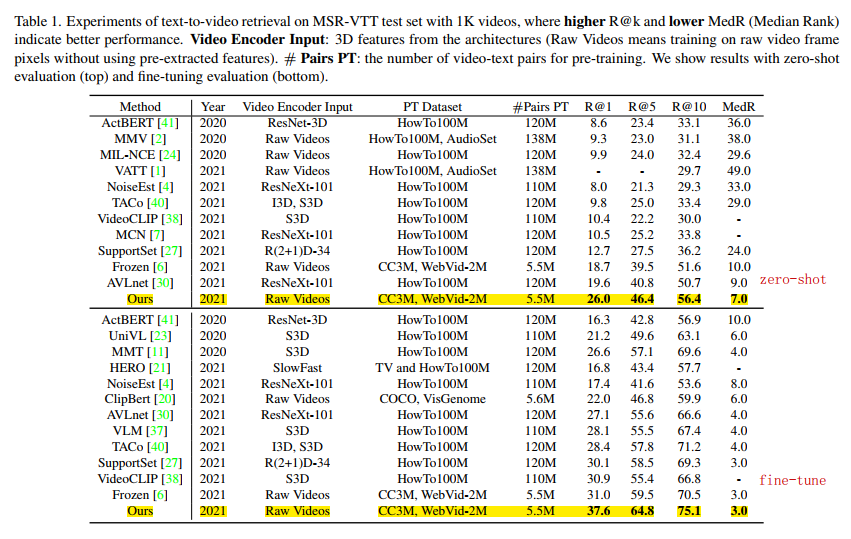 Table 1. Experiments of text-to-video retrieval on MSR-VTT test set with 1K videos, where higher R@k and lower MedR (Median Rank)
indicate better performance. Video Encoder Input: 3D features from the architectures (Raw Videos means training on raw video frame
pixels without using pre-extracted features). # Pairs PT: the number of video-text pairs for pre-training. We show results with zero-shot
evaluation (top) and fine-tuning evaluation (bottom).
Method Year Video Encoder Input PT Dataset #Pairs PT R@1 R@5 R@10 MedR
ActBERT [41] 2020 ResNet-3D HowTo100M 120M 8.6 23.4 33.1 36.0
MMV [2] 2020 Raw Videos HowTo100M, AudioSet 138M 9.3 23.0 31.1 38.0
MIL-NCE [24] 2020 Raw Videos HowTo100M 120M 9.9 24.0 32.4 29.6
VATT [1] 2021 Raw Videos HowTo100M, AudioSet 138M - - 29.7 49.0
NoiseEst [4] 2021 ResNeXt-101 HowTo100M 110M 8.0 21.3 29.3 33.0
TACo [40] 2021 I3D, S3D HowTo100M 120M 9.8 25.0 33.4 29.0
VideoCLIP [38] 2021 S3D HowTo100M 110M 10.4 22.2 30.0 -
MCN [7] 2021 ResNeXt-101 HowTo100M 120M 10.5 25.2 33.8 -
SupportSet [27] 2021 R(2+1)D-34 HowTo100M 120M 12.7 27.5 36.2 24.0
Frozen [6] 2021 Raw Videos CC3M, WebVid-2M 5.5M 18.7 39.5 51.6 10.0
AVLnet [30] 2021 ResNeXt-101 HowTo100M 120M 19.6 40.8 50.7 9.0 zero-shot
Ours 2021 Raw Videos CC3M, WebVid-2M 5.5M 26.0 46.4 56.4 7.0
ActBERT [41] 2020 ResNet-3D HowTo100M 120M 16.3 42.8 56.9 10.0
UniVL [23] 2020 S3D HowTo100M 110M 21.2 49.6 63.1 6.0
MMT [11] 2020 S3D HowTo100M 120M 26.6 57.1 69.6 4.0
HERO [21] 2021 SlowFast TV and HowTo100M 120M 16.8 43.4 57.7 -
NoiseEst [4] 2021 ResNeXt-101 HowTo100M 110M 17.4 41.6 53.6 8.0
ClipBert [20] 2021 Raw Videos COCO, VisGenome 5.6M 22.0 46.8 59.9 6.0
AVLnet [30] 2021 ResNeXt-101 HowTo100M 120M 27.1 55.6 66.6 4.0
VLM [37] 2021 S3D HowTo100M 110M 28.1 55.5 67.4 4.0
TACo [40] 2021 I3D, S3D HowTo100M 120M 28.4 57.8 71.2 4.0
SupportSet [27] 2021 R(2+1)D-34 HowTo100M 120M 30.1 58.5 69.3 3.0
VideoCLIP [38] 2021 S3D HowTo100M 110M 30.9 55.4 66.8 - fine-tune
Frozen [6] 2021 Raw Videos CC3M, WebVid-2M 5.5M 31.0 59.5 70.5 3.0
Ours 2021 Raw Videos CC3M, WebVid-2M 5.5M 37.6 64.8 75.1 3.0